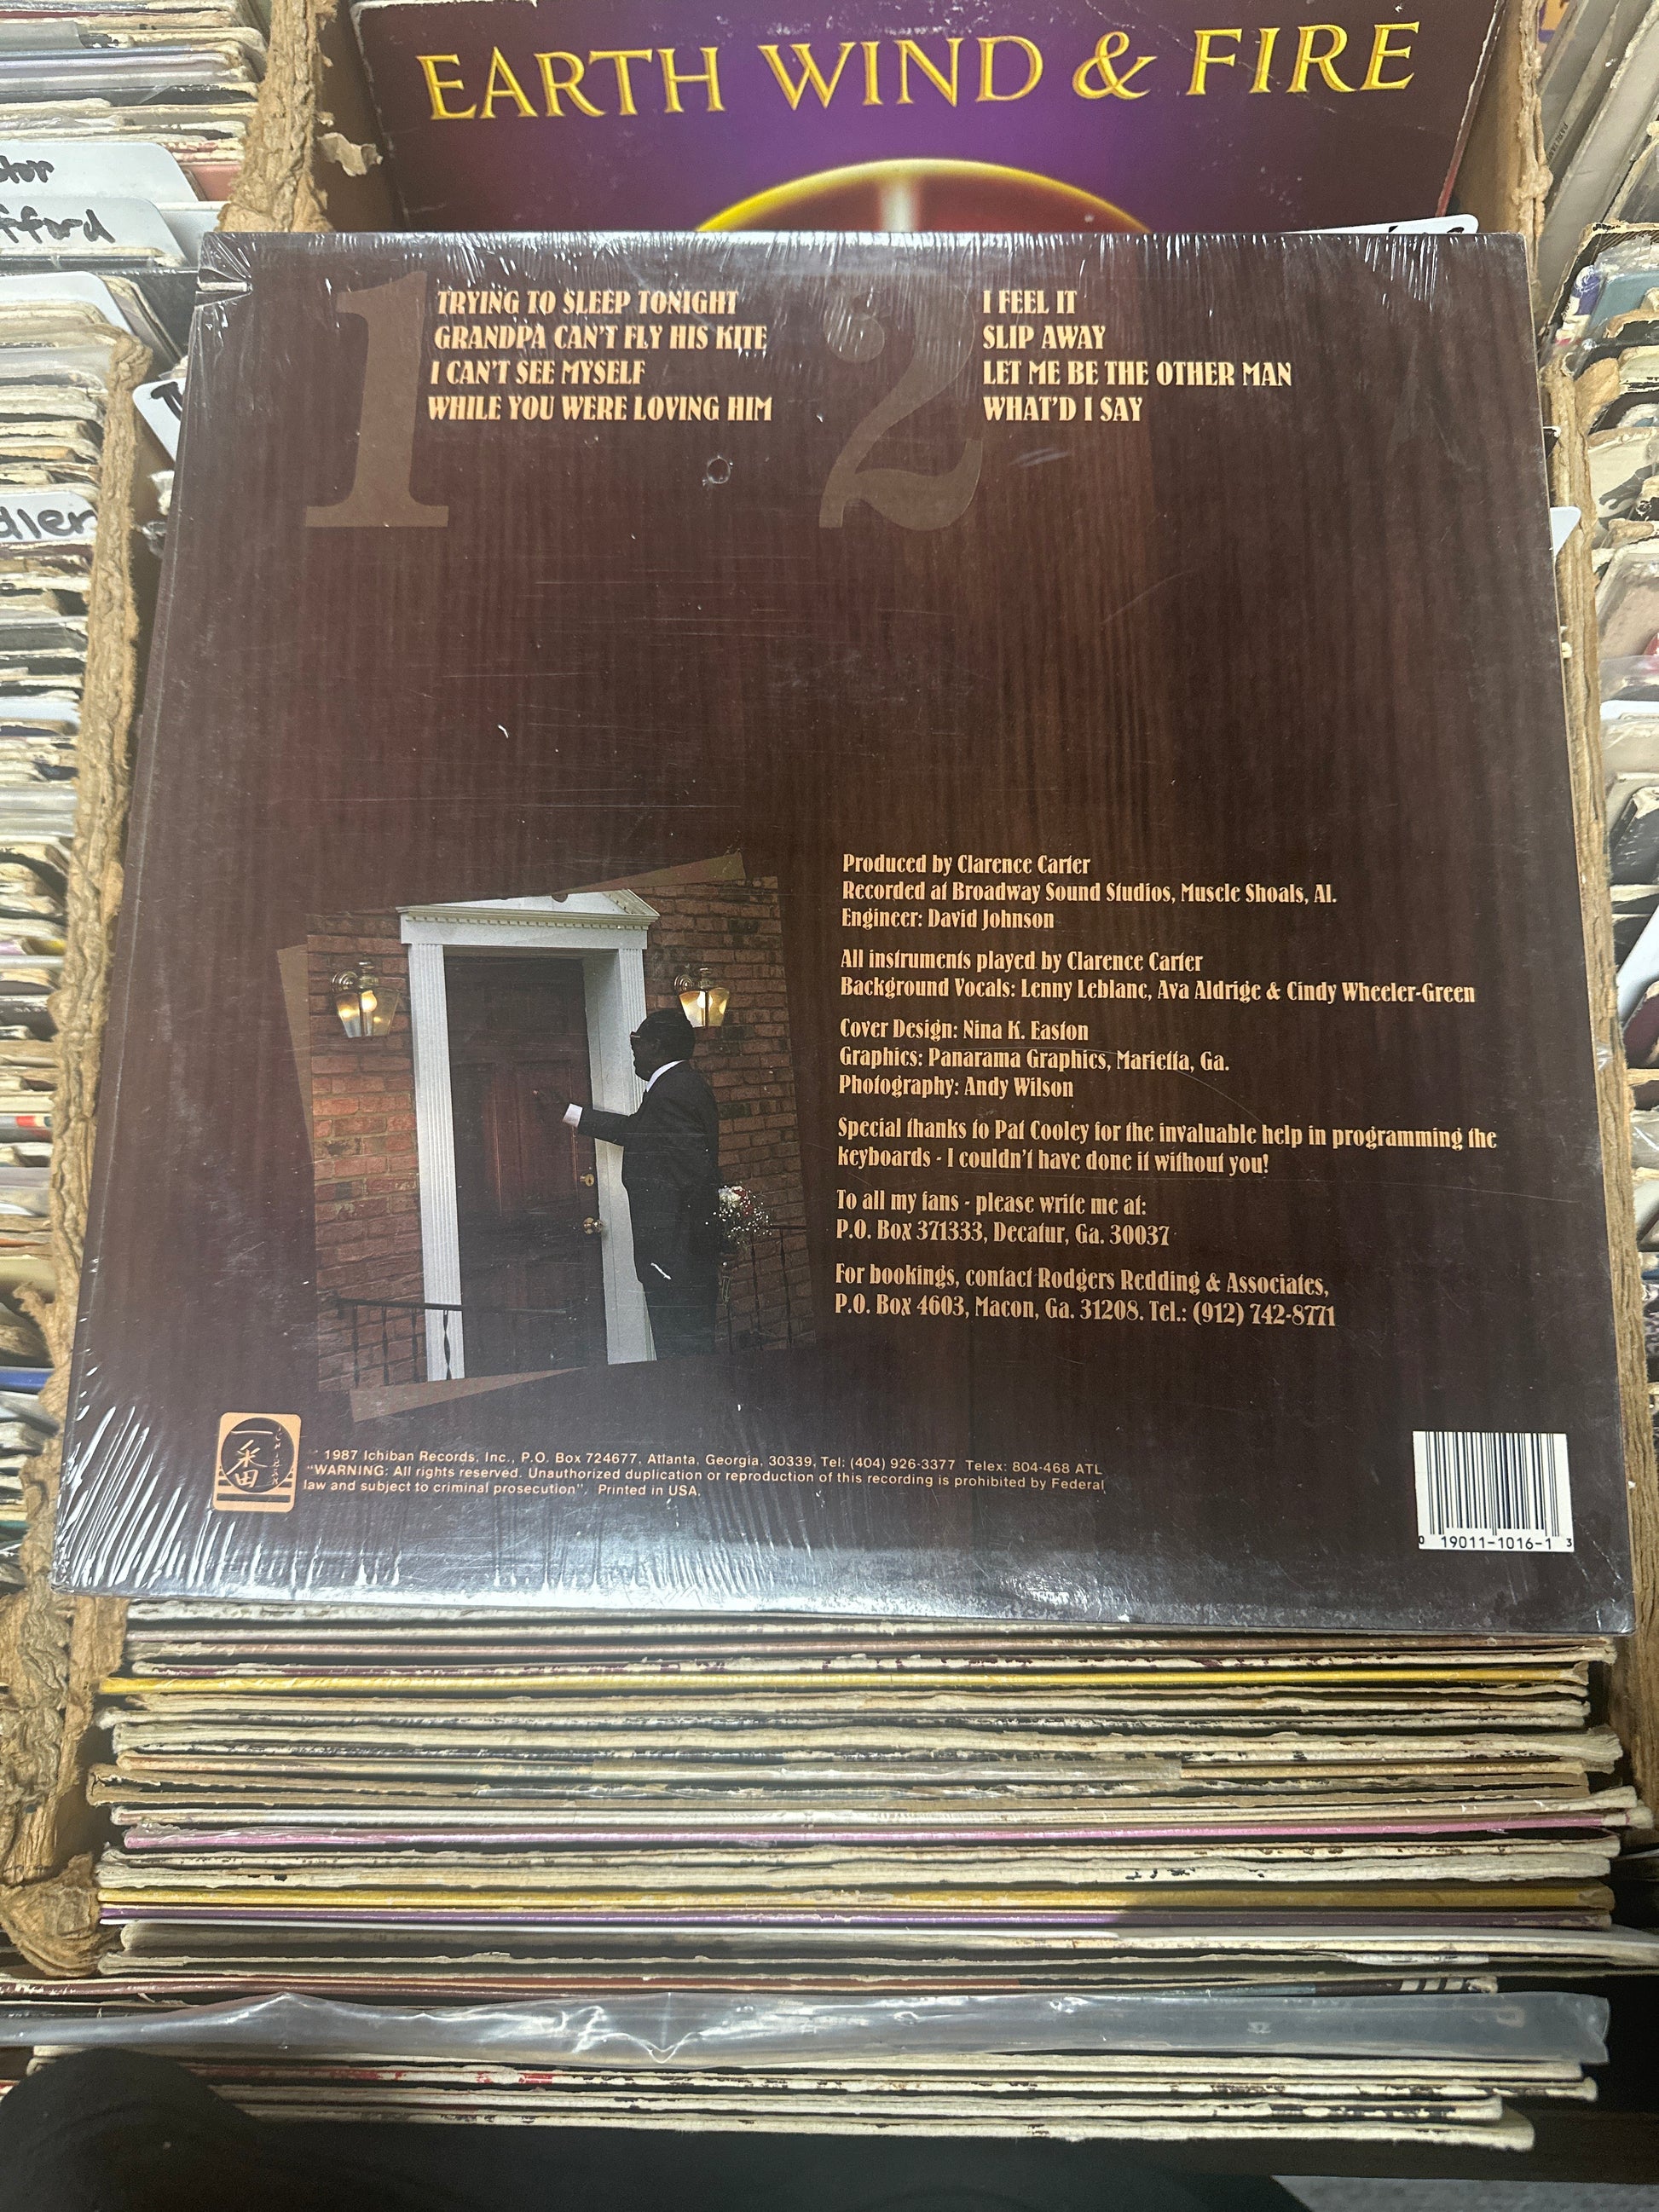 EARTH WIND & FIRE
fford
dler
1
TRYING TO SLEEP TONIGHT
GRANDPA CAN'T FLY HIS KITE
I CAN'T SEE MYSELF
WHILE YOU WERE LOVING HIM
2
I FEEL IT
SLIP AWAY
LET ME BE THE OTHER MAN
WHAT'D I SAY
Produced by Clarence Carter
Recorded at Broadway Sound Studios, Muscle Shoals, Al.
Engineer: David Johnson
All instruments played by Clarence Carter
Background Vocals: Lenny Leblanc, Ava Aldrige & Cindy Wheeler-Green
Cover Design: Nina K. Easton
Graphics: Panarama Graphics, Marietta, Ga.
Photography: Andy Wilson
Special thanks to Pat Cooley for the invaluable help in programming the
keyboards - I couldn't have done it without you!
To all my fans - please write me at:
P.O. Box 371333, Decatur, Ga. 30037
For bookings, contact Rodgers Redding & Associates,
P.O. Box 4603, Macon, Ga. 31208. Tel.: (912) 742-8771
一番
ICHIBAN
1987 Ichiban Records, Inc., P.O. Box 724677, Atlanta, Georgia, 30339, Tel: (404) 926-3377 Telex: 804-468 ATL
"WARNING: All rights reserved. Unauthorized duplication or reproduction of this recording is prohibited by Federal
law and subject to criminal prosecution". Printed in USA.
0 19011-1016-1 3